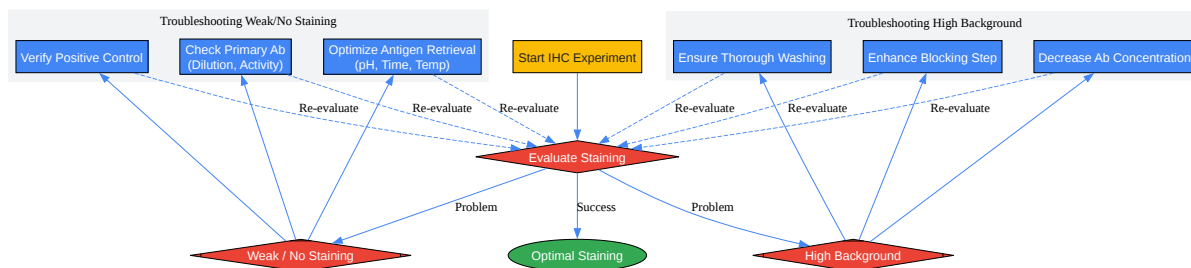 Troubleshooting Weak/No Staining
Troubleshooting High Background
Verify Positive Control
Check Primary Ab
(Dilution, Activity)
Optimize Antigen Retrieval
(pH, Time, Temp)
Start IHC Experiment
Ensure Thorough Washing
Enhance Blocking Step
Decrease Ab Concentration
Re-evaluate
Re-evaluate
Re-evaluate
Re-evaluate
Re-evaluate
Re-evaluate
Evaluate Staining
Problem
Success
Problem
Weak / No Staining
Optimal Staining
High Background